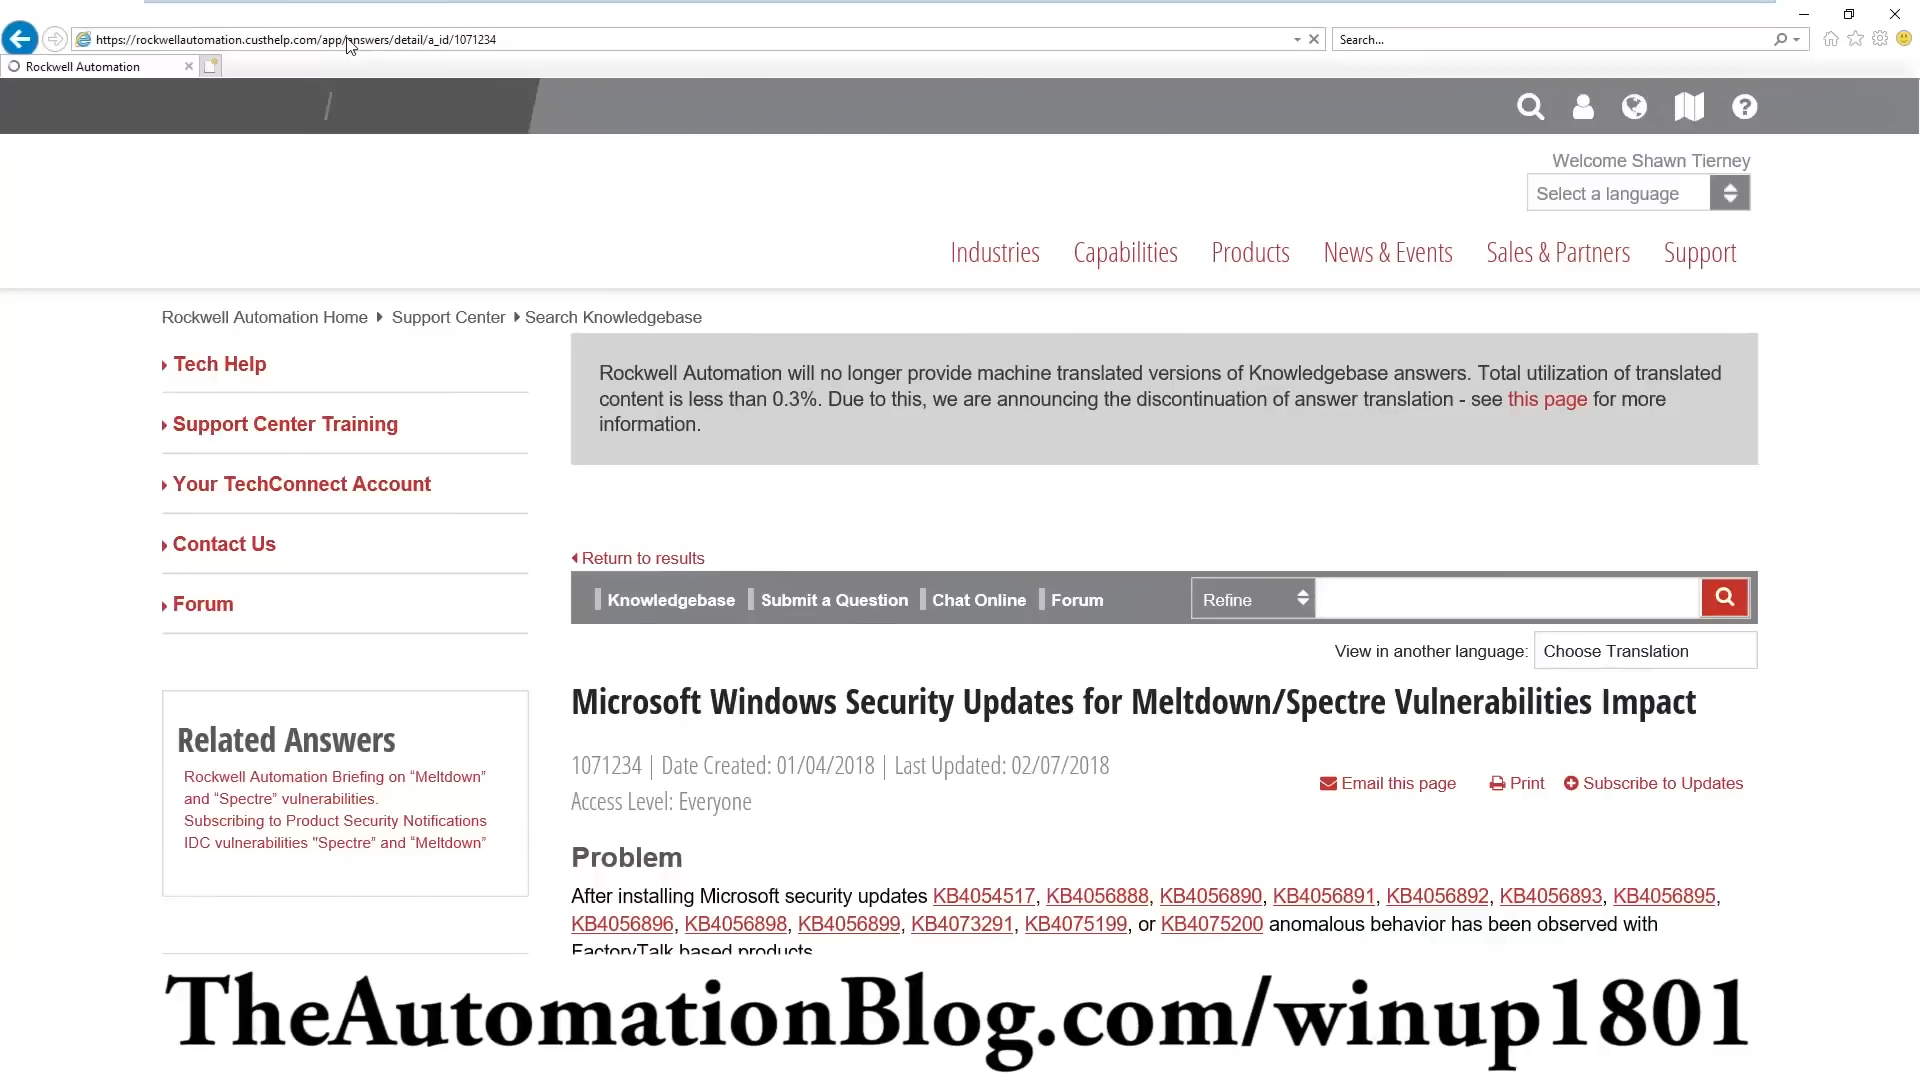 https://rockwellautomation.custhelp.com/app/answers/detail/a_id/1071234
Search...
Rockwell Automation
Welcome Shawn Tierney
Select a language
Industries Capabilities Products News & Events Sales & Partners Support
Rockwell Automation Home Support Center Search Knowledgebase
Tech Help
Support Center Training
Your TechConnect Account
Contact Us
Forum
Rockwell Automation will no longer provide machine translated versions of Knowledgebase answers. Total utilization of translated
content is less than 0.3%. Due to this, we are announcing the discontinuation of answer translation - see this page for more
information.
Return to results
Knowledgebase Submit a Question Chat Online Forum Refine
View in another language: Choose Translation
Related Answers
Rockwell Automation Briefing on “Meltdown”
and “Spectre” vulnerabilities.
Subscribing to Product Security Notifications
IDC vulnerabilities "Spectre” and “Meltdown”
Microsoft Windows Security Updates for Meltdown/Spectre Vulnerabilities Impact
1071234 | Date Created: 01/04/2018 | Last Updated: 02/07/2018
Access Level: Everyone
Email this page Print Subscribe to Updates
Problem
After installing Microsoft security updates KB4054517, KB4056888, KB4056890, KB4056891, KB4056892, KB4056893, KB4056895,
KB4056896, KB4056898, KB4056899, KB4073291, KB4075199, or KB4075200 anomalous behavior has been observed with
FactoryTalk based products
TheAutomationBlog.com/winup1801